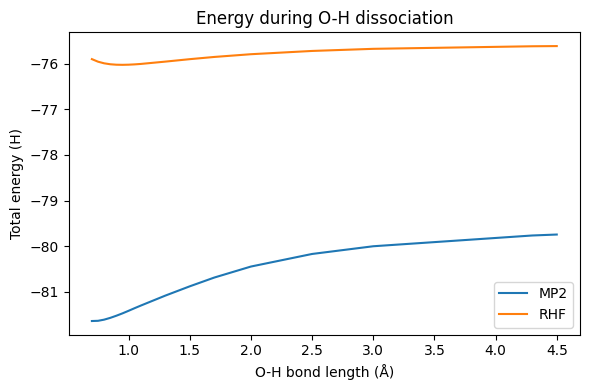 Energy during O-H dissociation
Total energy (H)
−76
−77
−78
−79
−80
−81
1.0 1.5 2.0 2.5 3.0 3.5 4.0 4.5
O-H bond length (Å)
MP2
RHF